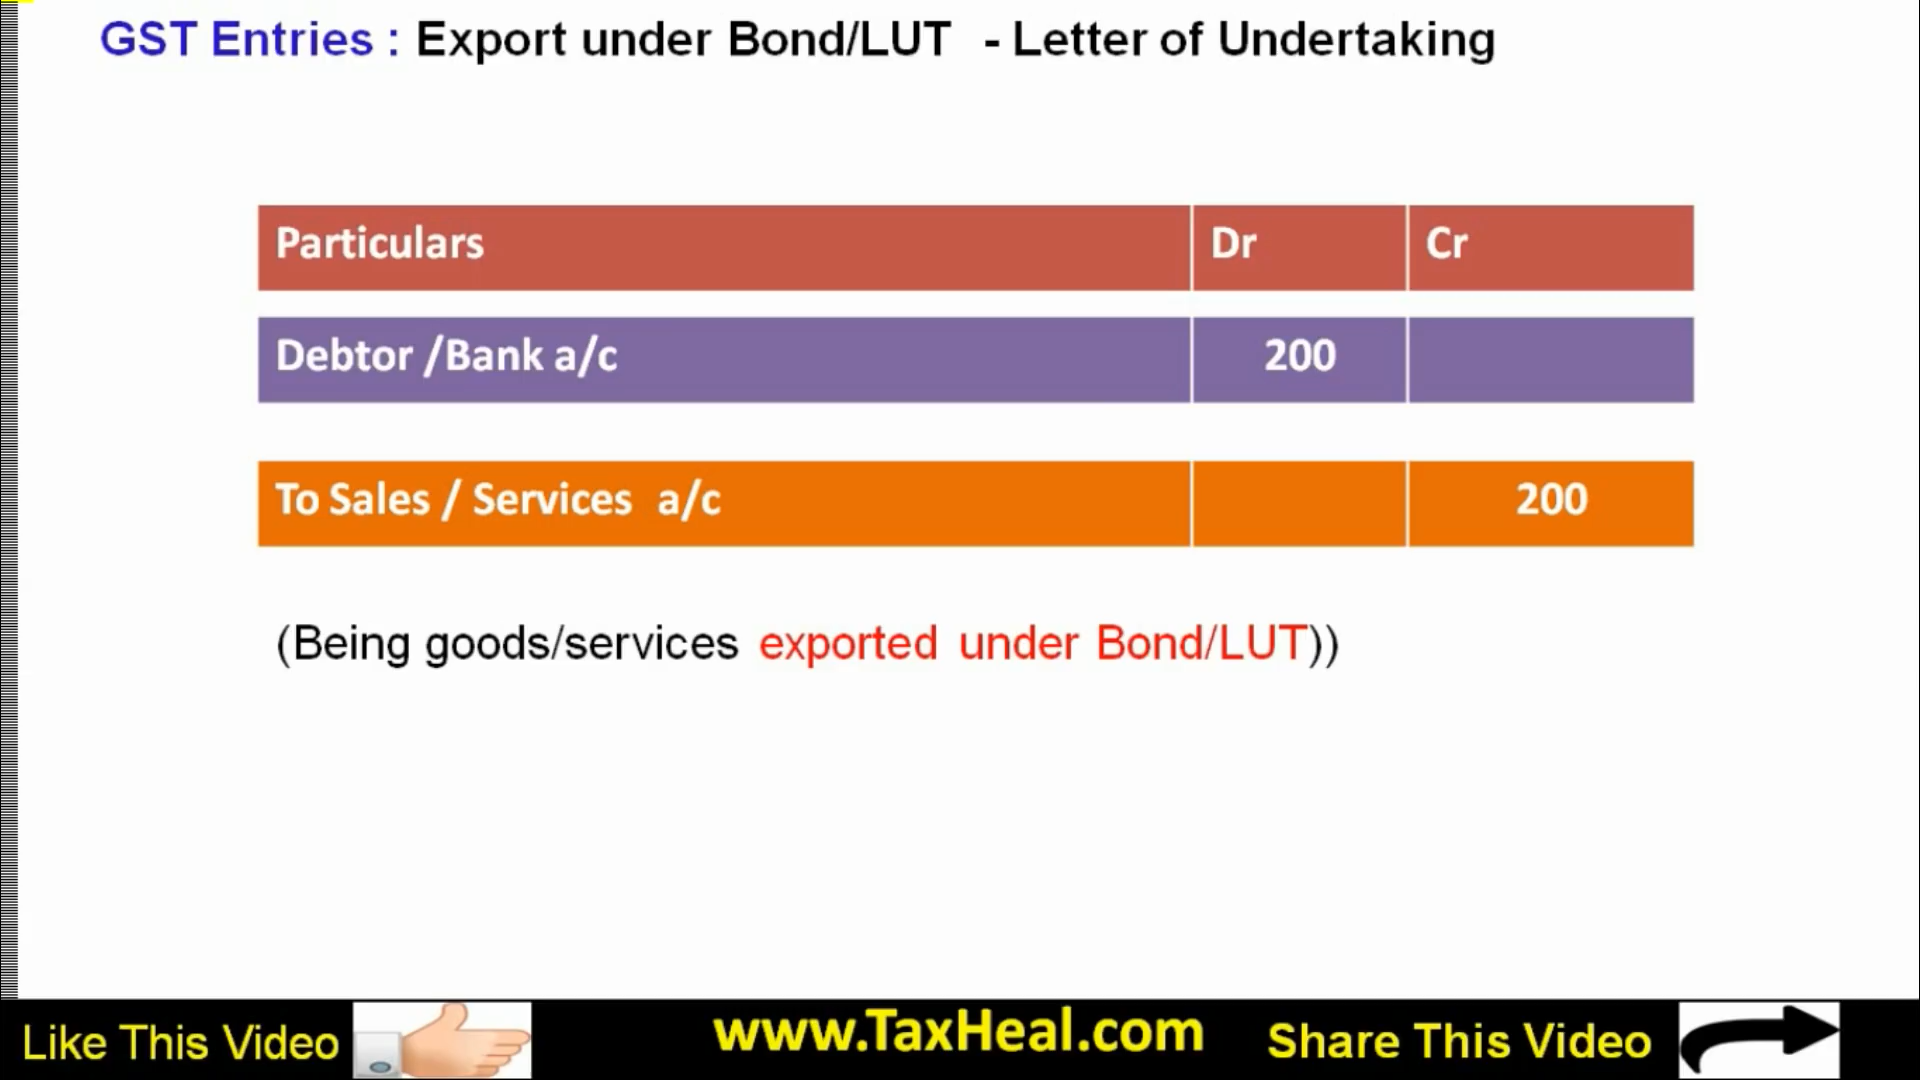 GST Entries : Export under Bond/LUT - Letter of Undertaking
Particulars Dr Cr
Debtor /Bank a/c 200
To Sales / Services a/c 200
(Being goods/services exported under Bond/LUT))
Like This Video www.TaxHeal.com Share This Video